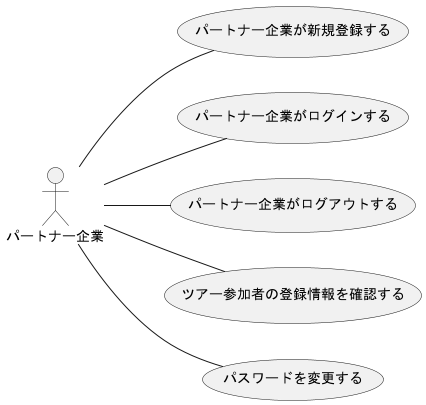 パートナー企業が新規登録する
パートナー企業がログインする
パートナー企業がログアウトする
パートナー企業
ツアー参加者の登録情報を確認する
パスワードを変更する